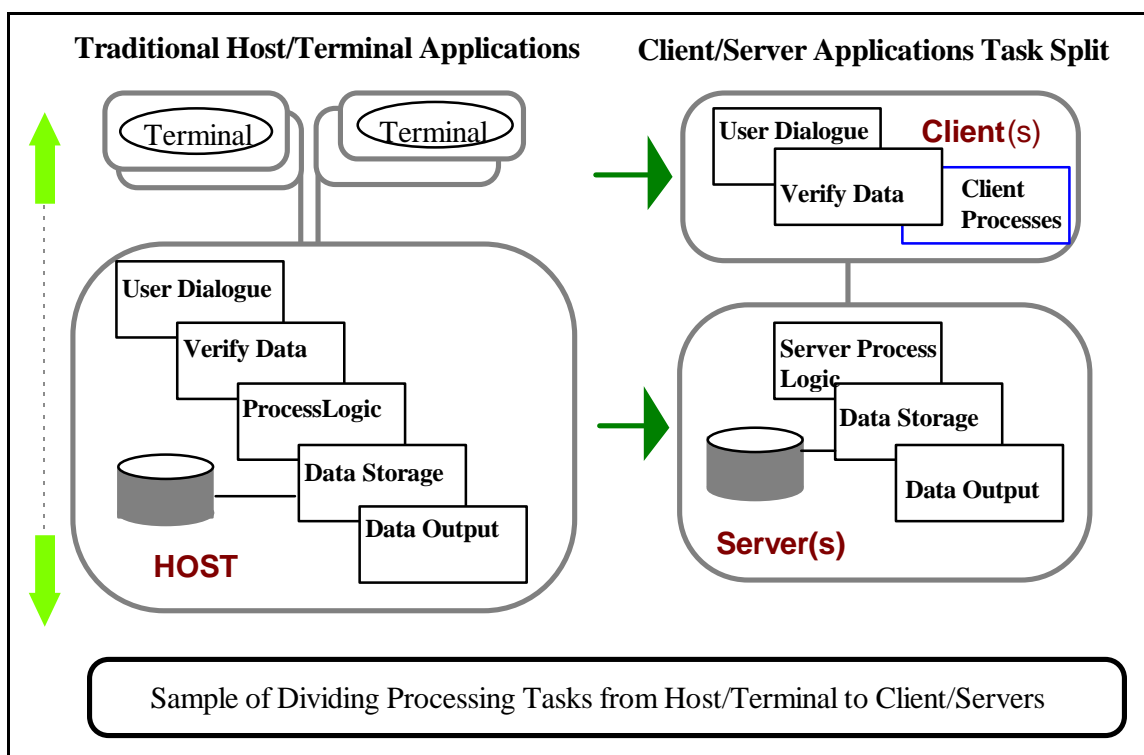 Traditional Host/Terminal Applications
Client/Server Applications Task Split
Terminal
Terminal
User Dialogue
Verify Data
ProcessLogic
Data Storage
Data Output
HOST
User Dialogue
Client(s)
Verify Data
Client
Processes
Server Process
Logic
Data Storage
Data Output
Server(s)
Sample of Dividing Processing Tasks from Host/Terminal to Client/Servers